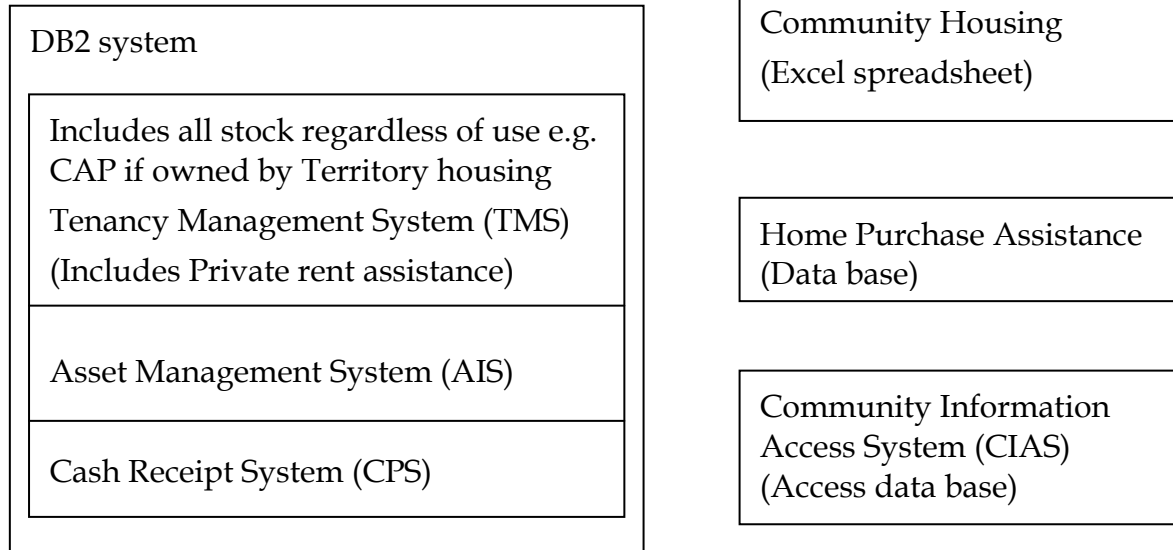 DB2 system
Includes all stock regardless of use e.g.
CAP if owned by Territory housing
Tenancy Management System (TMS)
(Includes Private rent assistance)
Asset Management System (AIS)
Cash Receipt System (CPS)
Community Housing
(Excel spreadsheet)
Home Purchase Assistance
(Data base)
Community Information
Access System (CIAS)
(Access data base)